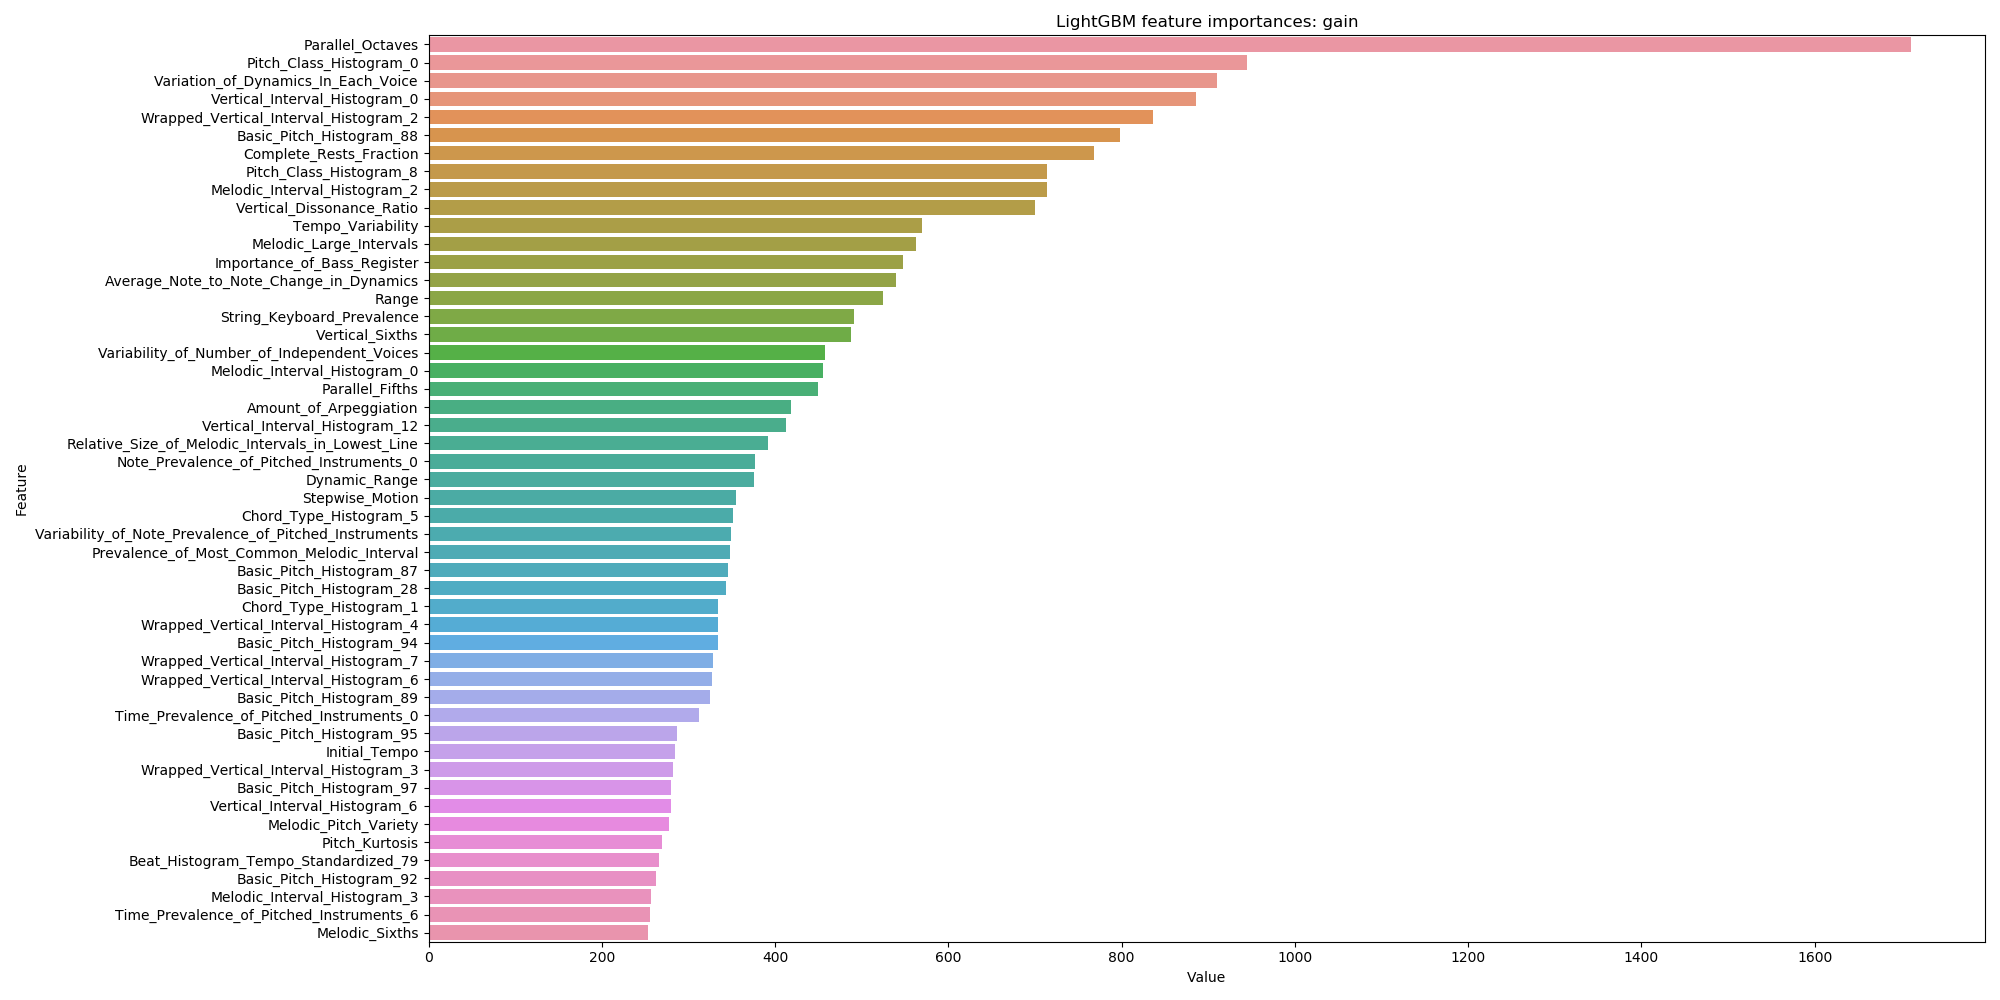 LightGBM feature importances: gain
Parallel_Octaves
Pitch_Class_Histogram_0
Variation_of_Dynamics_In_Each_Voice
Vertical_Interval_Histogram_0
Wrapped_Vertical_Interval_Histogram_2
Basic_Pitch_Histogram_88
Complete_Rests_Fraction
Pitch_Class_Histogram_8
Melodic_Interval_Histogram_2
Vertical_Dissonance_Ratio
Tempo_Variability
Melodic_Large_Intervals
Importance_of_Bass_Register
Average_Note_to_Note_Change_in_Dynamics
Range
String_Keyboard_Prevalence
Vertical_Sixths
Variability_of_Number_of_Independent_Voices
Melodic_Interval_Histogram_0
Parallel_Fifths
Amount_of_Arpeggiation
Vertical_Interval_Histogram_12
Relative_Size_of_Melodic_Intervals_in_Lowest_Line
Note_Prevalence_of_Pitched_Instruments_0
Dynamic_Range
Stepwise_Motion
Chord_Type_Histogram_5
Variability_of_Note_Prevalence_of_Pitched_Instruments
Prevalence_of_Most_Common_Melodic_Interval
Basic_Pitch_Histogram_87
Basic_Pitch_Histogram_28
Chord_Type_Histogram_1
Wrapped_Vertical_Interval_Histogram_4
Basic_Pitch_Histogram_94
Wrapped_Vertical_Interval_Histogram_7
Wrapped_Vertical_Interval_Histogram_6
Basic_Pitch_Histogram_89
Time_Prevalence_of_Pitched_Instruments_0
Basic_Pitch_Histogram_95
Initial_Tempo
Wrapped_Vertical_Interval_Histogram_3
Basic_Pitch_Histogram_97
Vertical_Interval_Histogram_6
Melodic_Pitch_Variety
Pitch_Kurtosis
Beat_Histogram_Tempo_Standardized_79
Basic_Pitch_Histogram_92
Melodic_Interval_Histogram_3
Time_Prevalence_of_Pitched_Instruments_6
Melodic_Sixths
Feature
0 200 400 600 800 1000 1200 1400 1600
Value